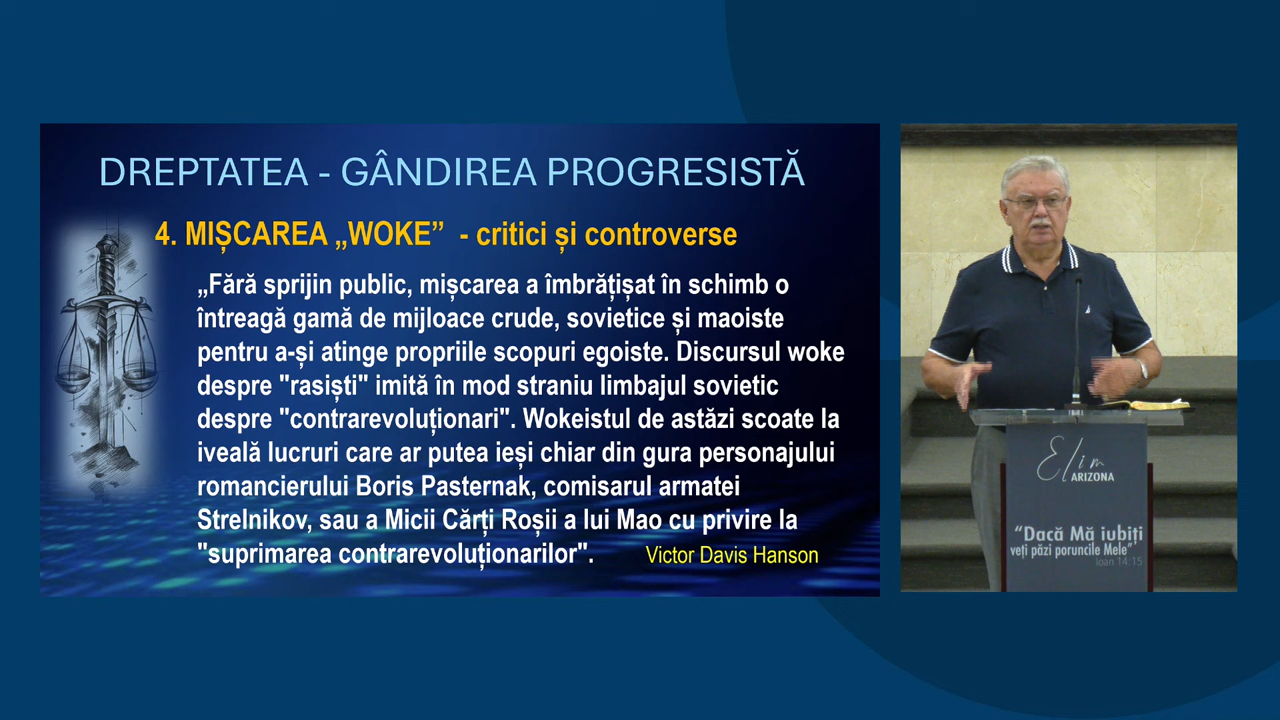 DREPTATEA - GÂNDIREA PROGRESISTĂ
4. MIȘCAREA „WOKE” - critici și controverse
„Fără sprijin public, mișcarea a îmbrățișat în schimb o
întreagă gamă de mijloace crude, sovietice și maoiste
pentru a-și atinge propriile scopuri egoiste. Discursul woke
despre "rasiști" imită în mod straniu limbajul sovietic
despre "contrarevoluționari". Wokeistul de astăzi scoate la
iveală lucruri care ar putea ieși chiar din gura personajului
romancierului Boris Pasternak, comisarul armatei
Strelnikov, sau a Micii Cărți Roșii a lui Mao cu privire la
"suprimarea contrarevoluționarilor".
Victor Davis Hanson
Elim
ARIZONA
“Dacă Mă iubiți
veți păzi poruncile Mele”
Ioan 14:15